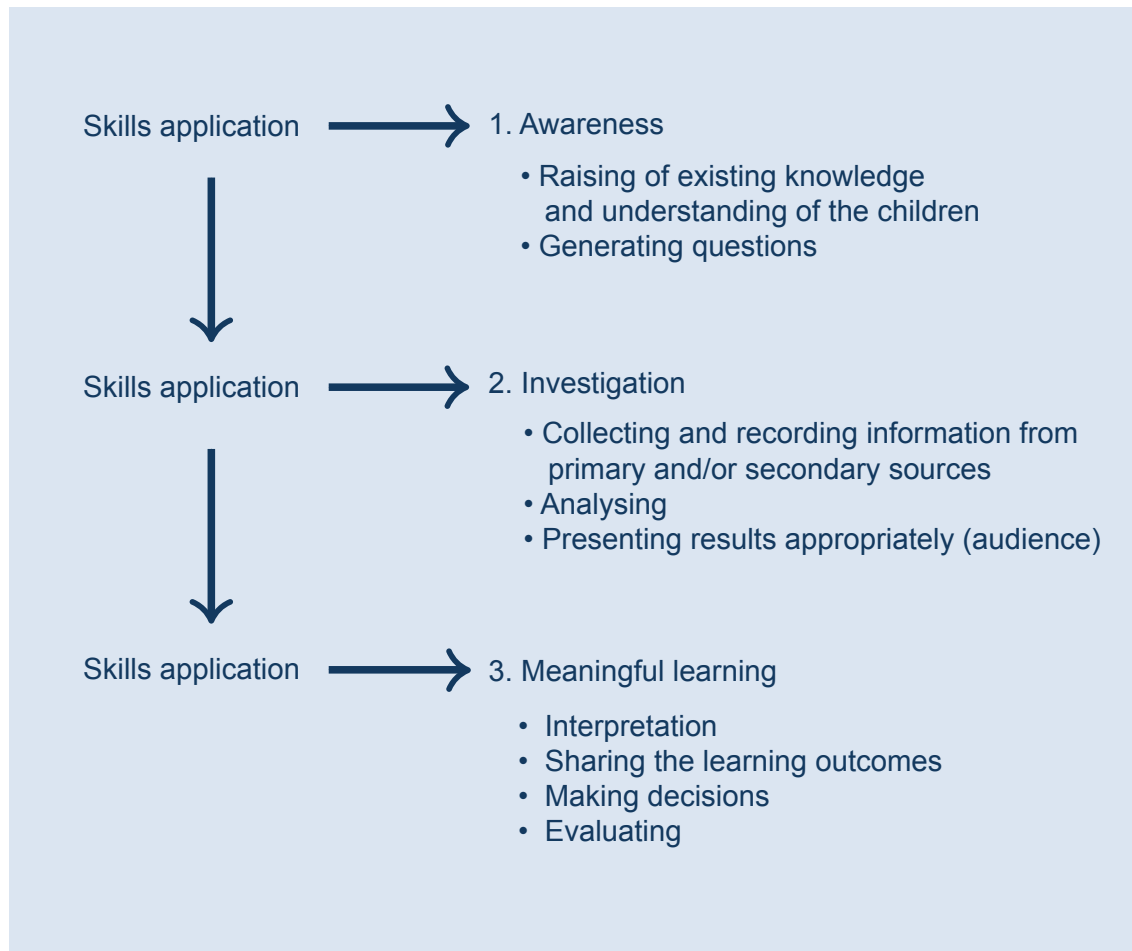 Skills application
1. Awareness
• Raising of existing knowledge
and understanding of the children
• Generating questions
Skills application
2. Investigation
• Collecting and recording information from
primary and/or secondary sources
• Analysing
• Presenting results appropriately (audience)
Skills application
3. Meaningful learning
• Interpretation
• Sharing the learning outcomes
• Making decisions
• Evaluating